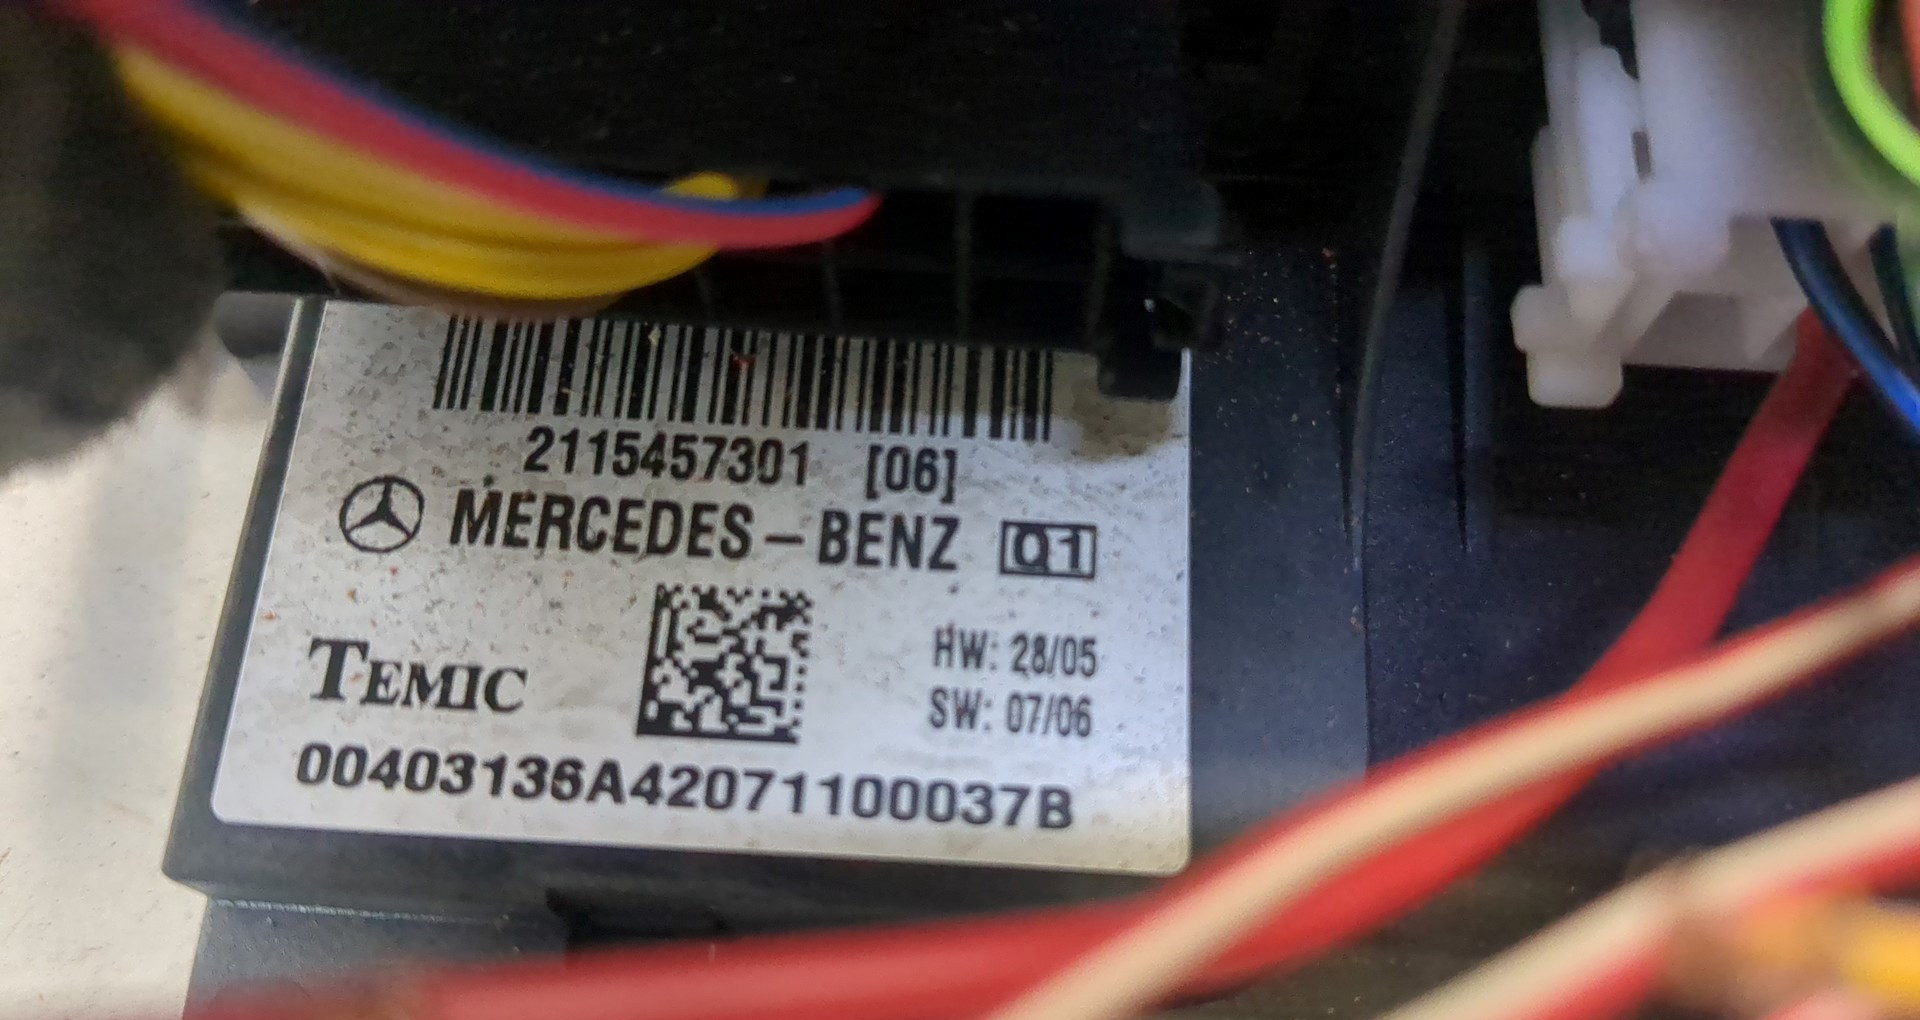 2115457301 [06]
MERCEDES-BENZ Q1
TEMIC
HW: 28/05
SW: 07/06
00403136A42071100037B